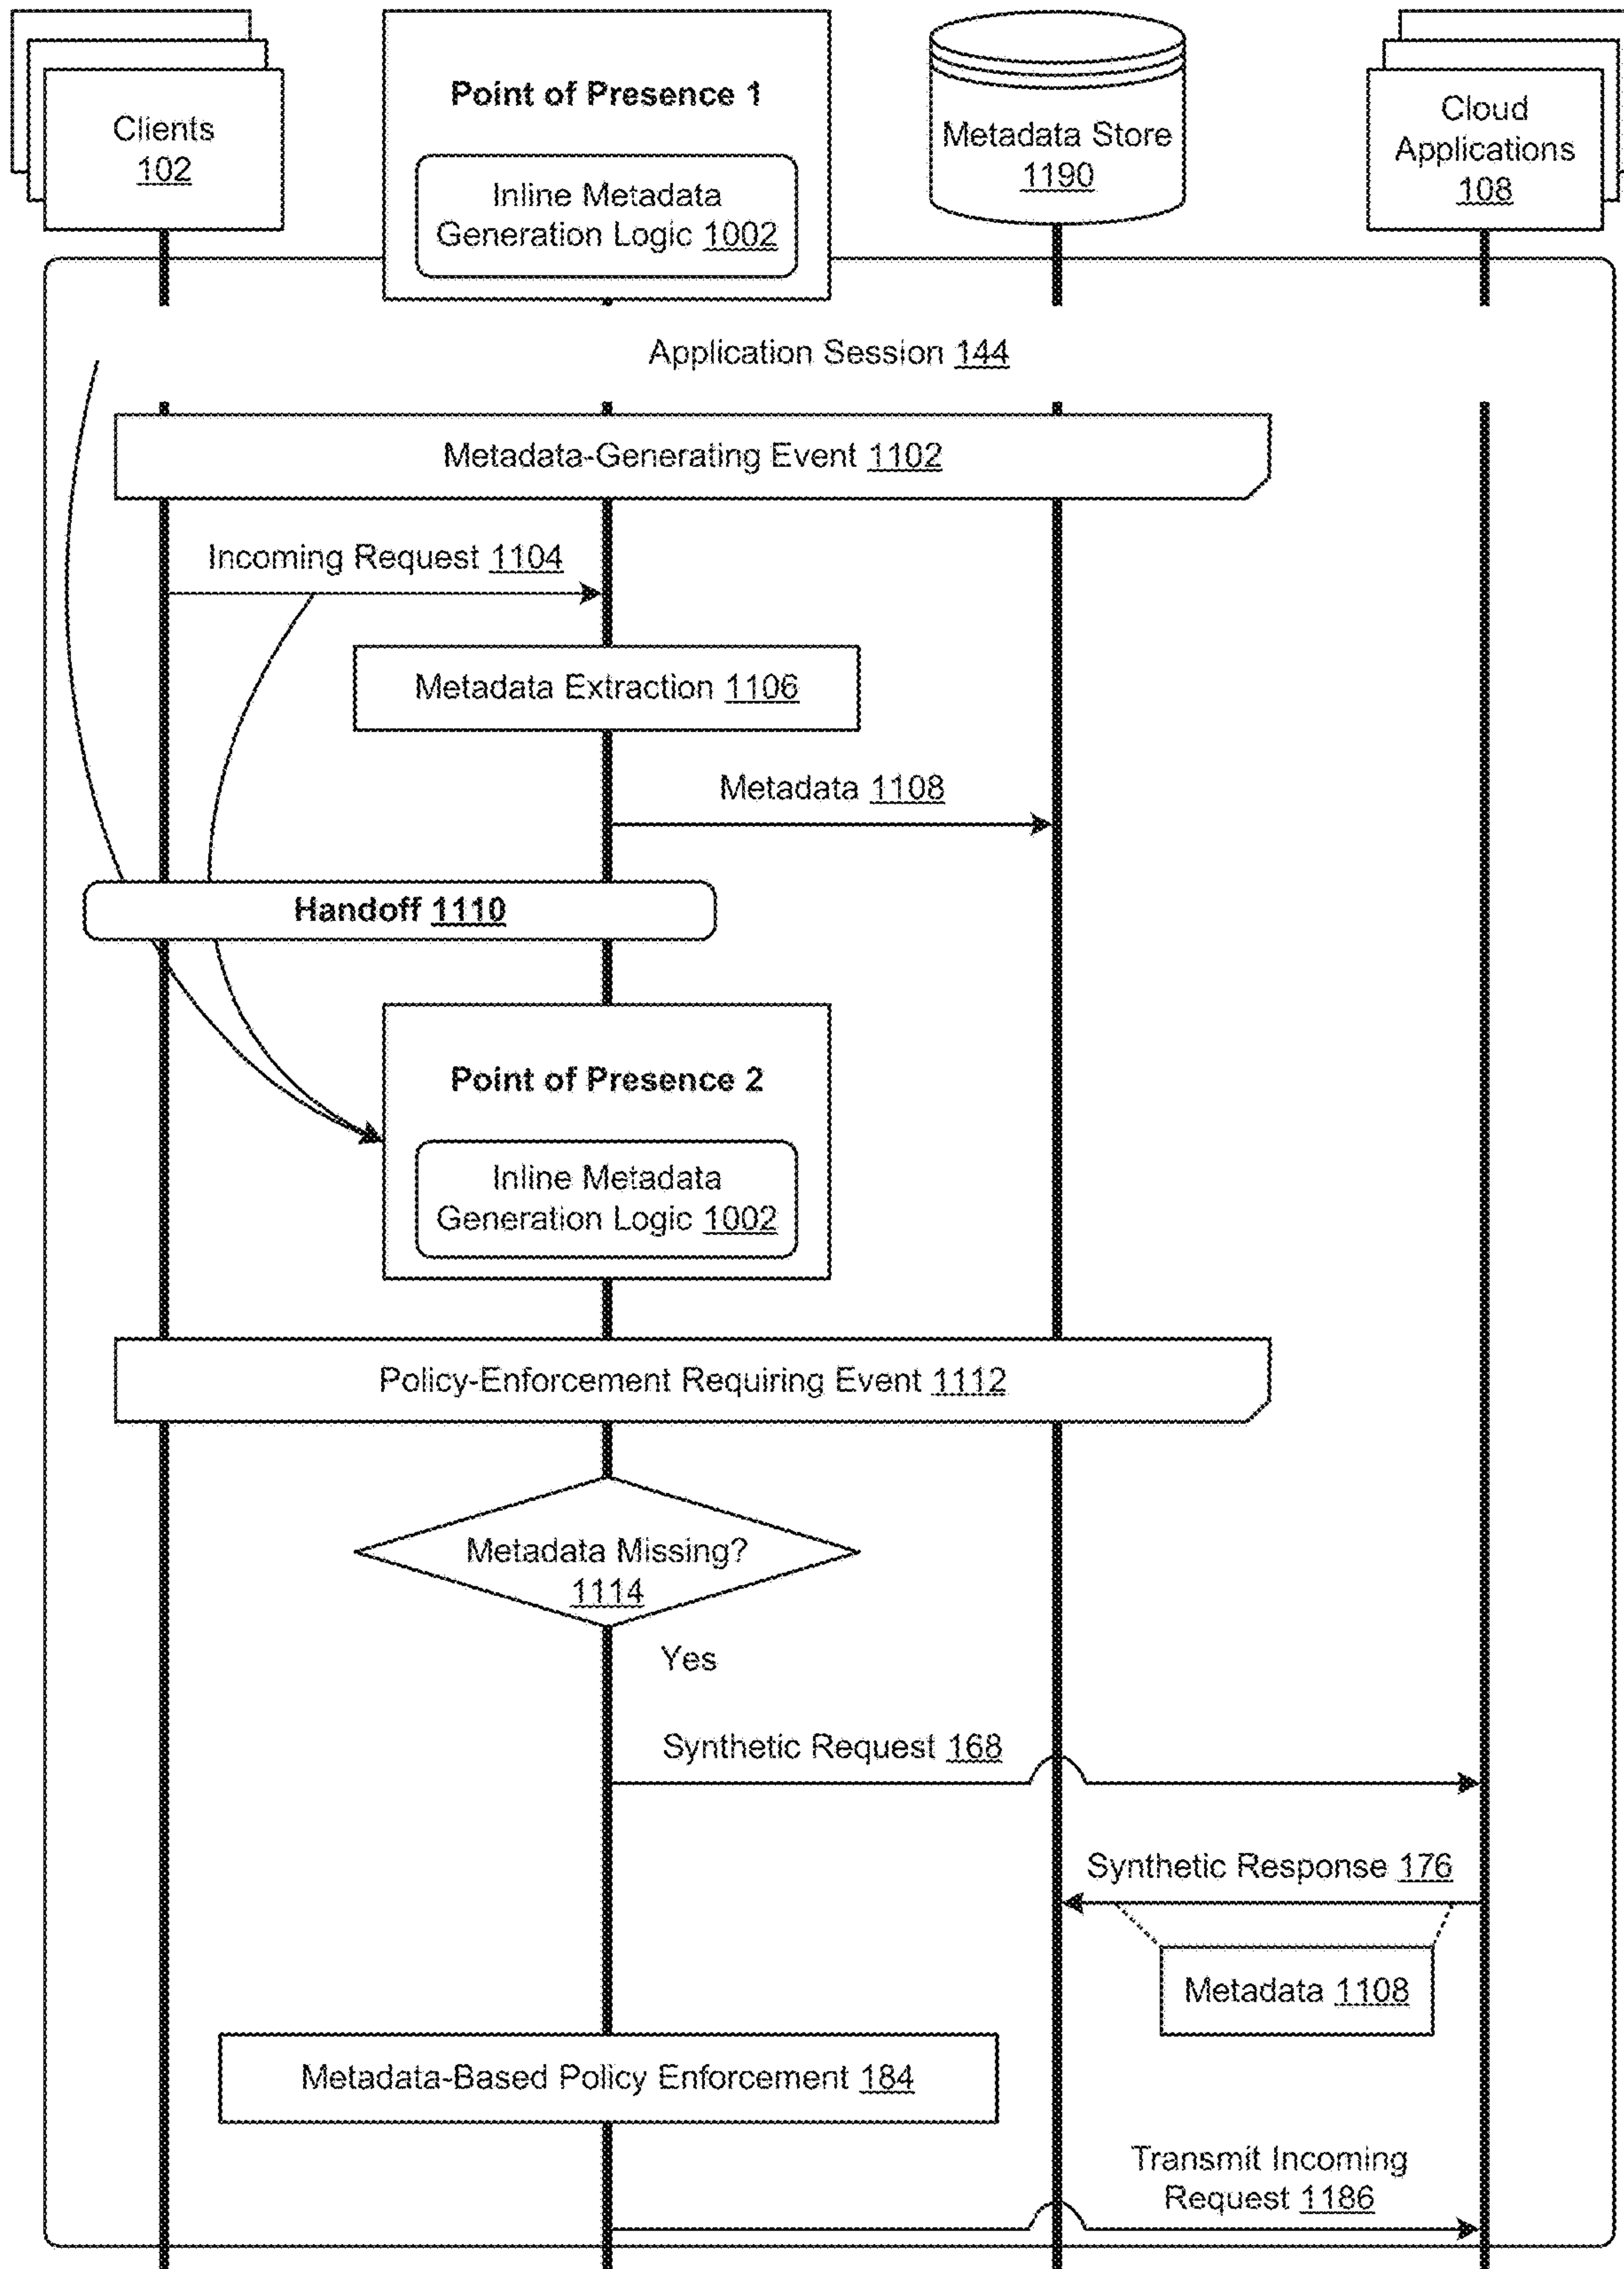 Clients
102
Point of Presence 1
Inline Metadata
Generation Logic 1002
Metadata Store
1190
Cloud
Applications
108
Application Session 144
Metadata-Generating Event 1102
Incoming Request 1104
Metadata Extraction 1106
Metadata 1108
Handoff 1110
Point of Presence 2
Inline Metadata
Generation Logic 1002
Policy-Enforcement Requiring Event 1112
Metadata Missing?
1114
Yes
Synthetic Request 168
Synthetic Response 176
Metadata 1108
Metadata-Based Policy Enforcement 184
Transmit Incoming
Request 1186